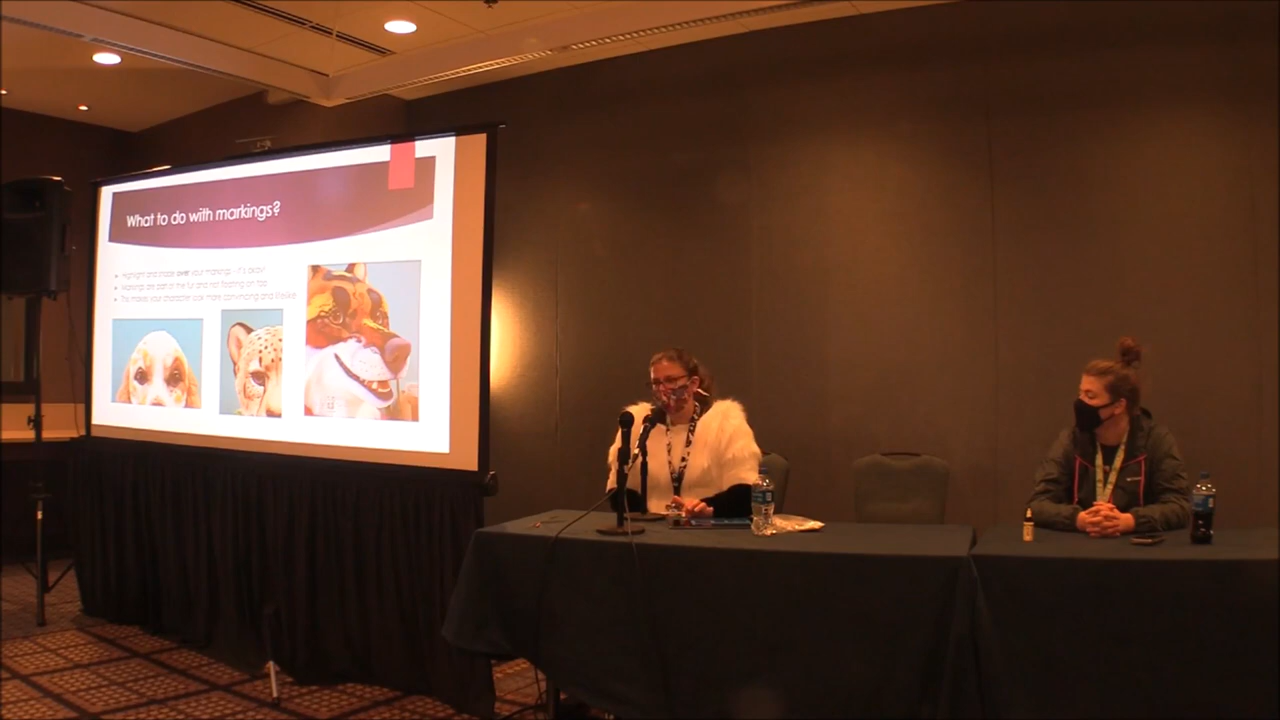 What to do with markings?
Highlight and shape over your markings - it's okay!
Markings are part of the fur and not floating on top
This makes your character look more convincing and lifelike